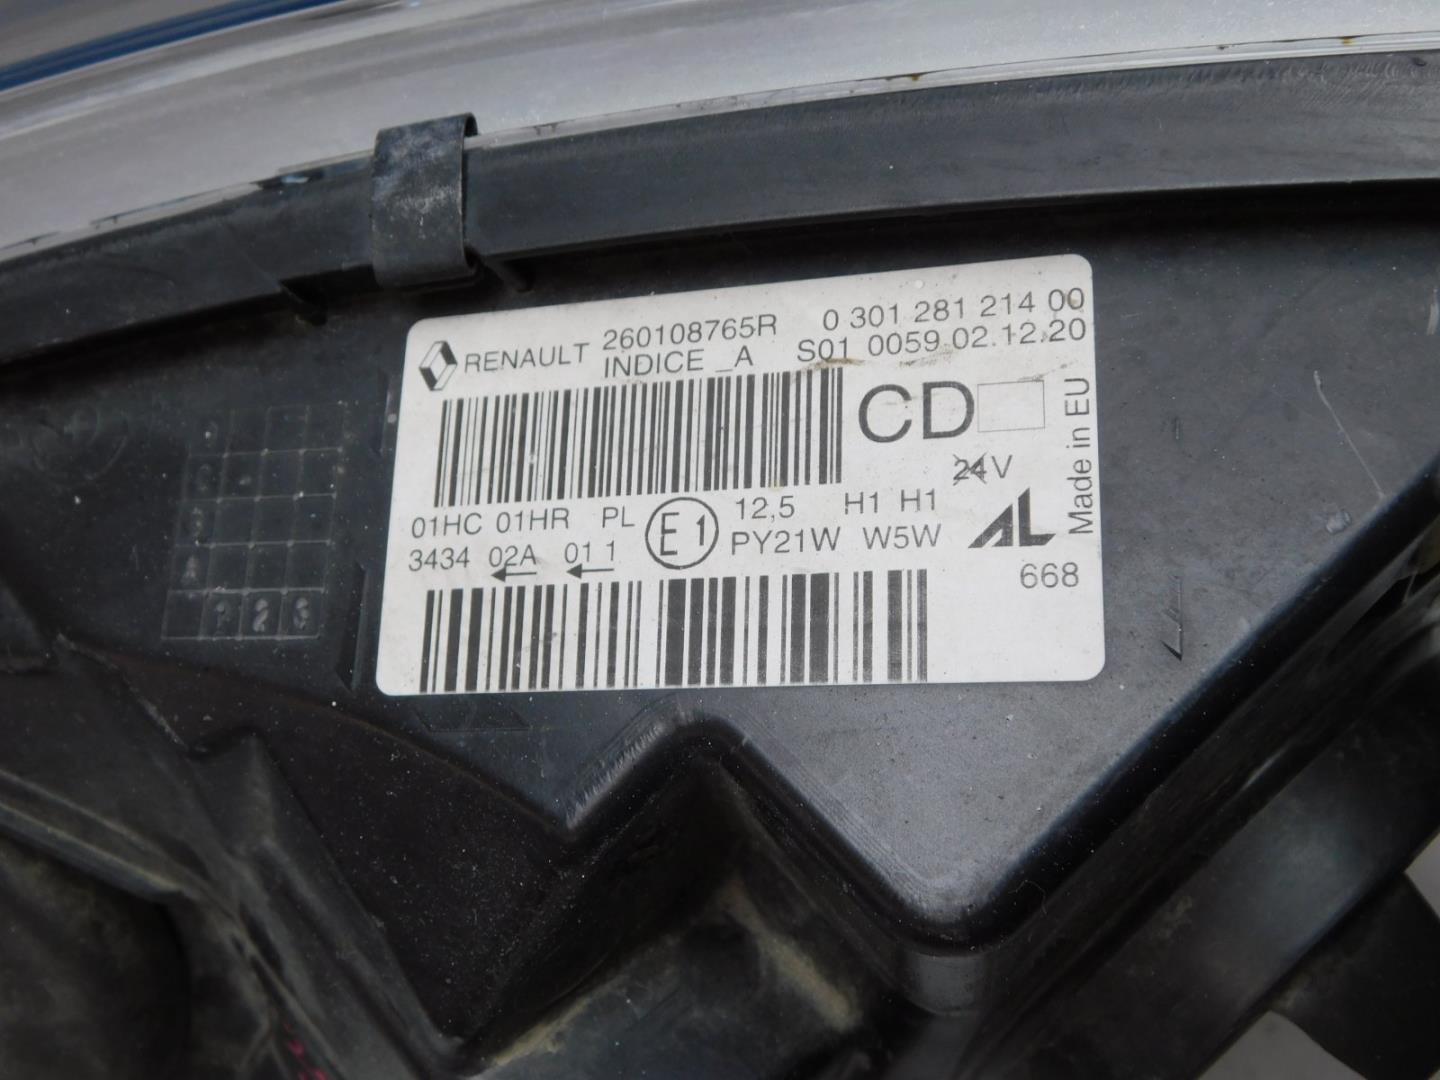 RENAULT 260108765R 0 301 281 214 00
INDICE _A S01 0059 02.12.20
CD
24V
Made in EU
01HC 01HR PL E1 12,5 H1 H1
3434 02A 01 1 PY21W W5W AL
668